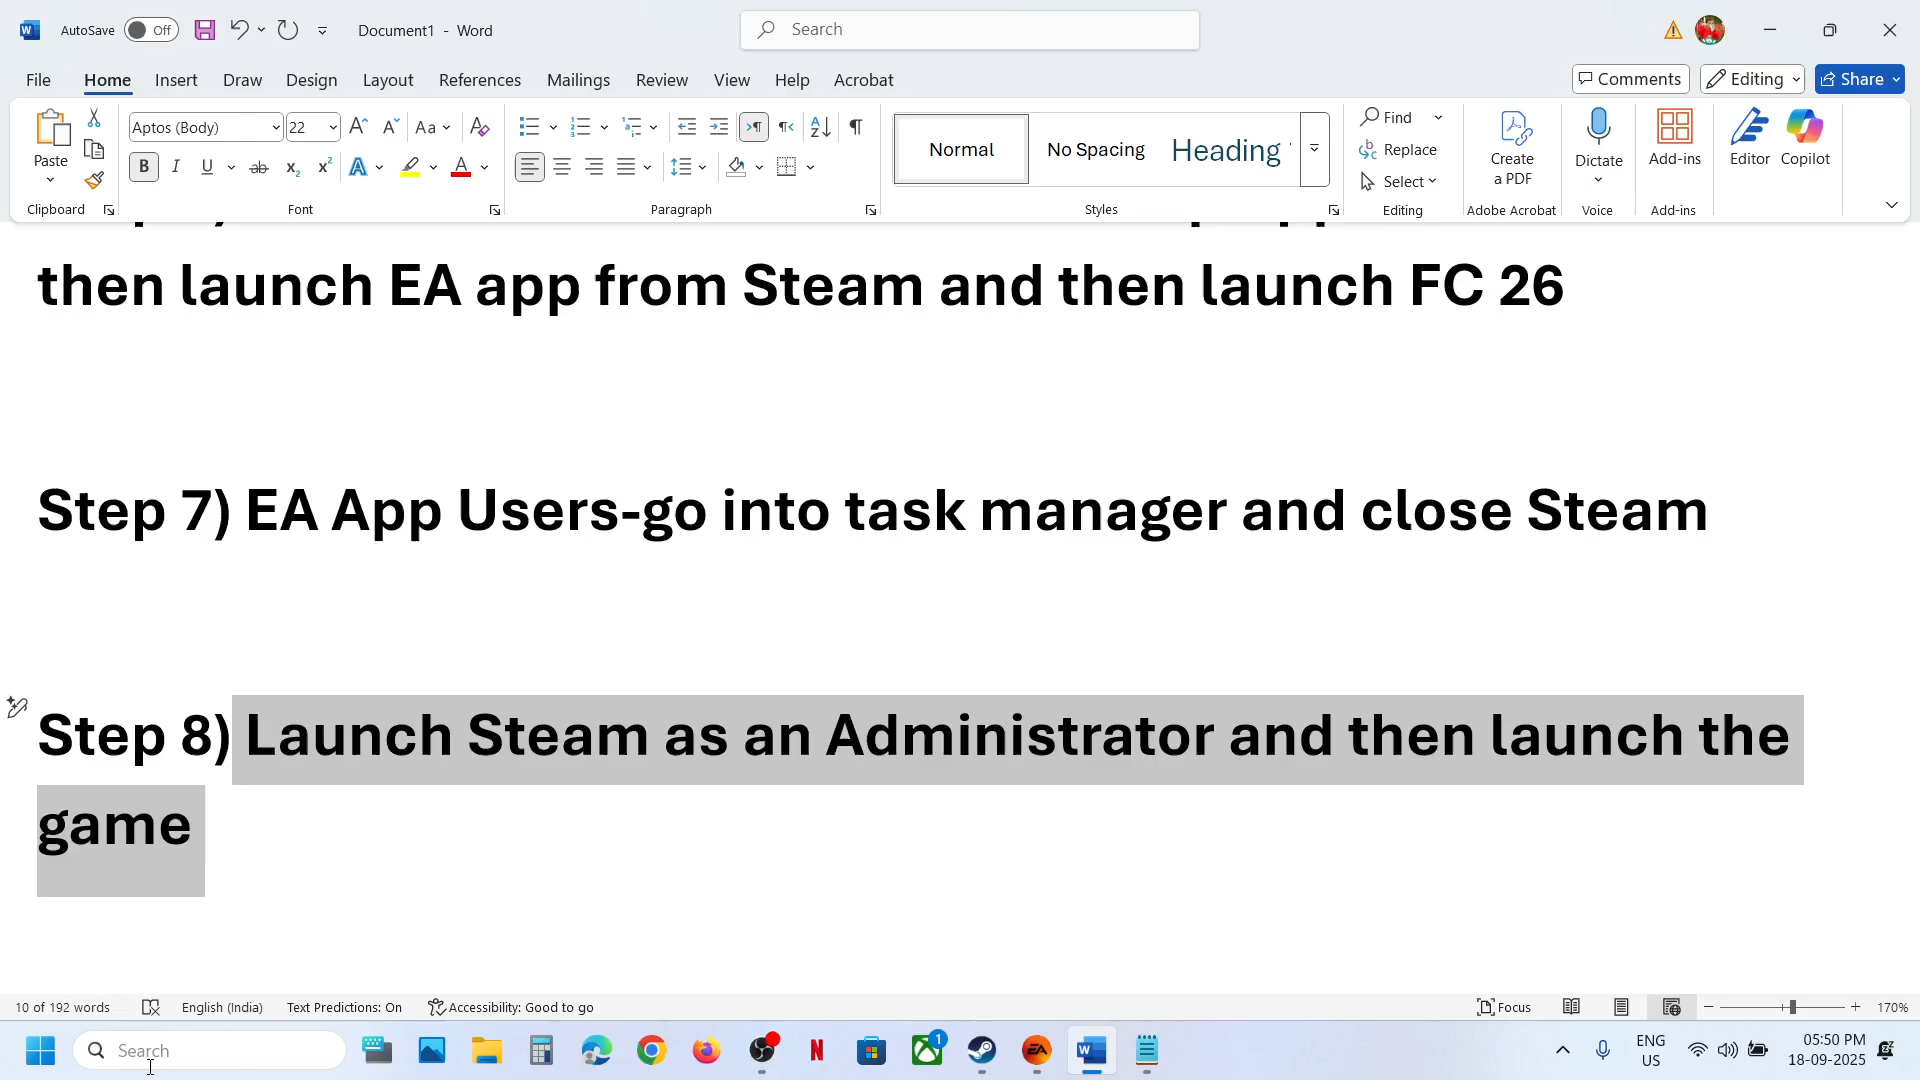 AutoSave
Off
Document1 - Word
Search
File
Home
Insert
Draw
Design
Layout
References
Mailings
Review
View
Help
Acrobat
Comments
Editing
Share
Paste
Clipboard
Aptos (Body)
22
Font
Paragraph
Normal
No Spacing
Heading
Styles
Find
Replace
Select
Editing
Create
a PDF
Adobe Acrobat
Dictate
Voice
Add-ins
Add-ins
Editor
Copilot
then launch EA app from Steam and then launch FC 26
Step 7) EA App Users-go into task manager and close Steam
Step 8) Launch Steam as an Administrator and then launch the
game
10 of 192 words
English (India)
Text Predictions: On
Accessibility: Good to go
Focus
170%
Search
1
ENG
US
05:50 PM
18-09-2025